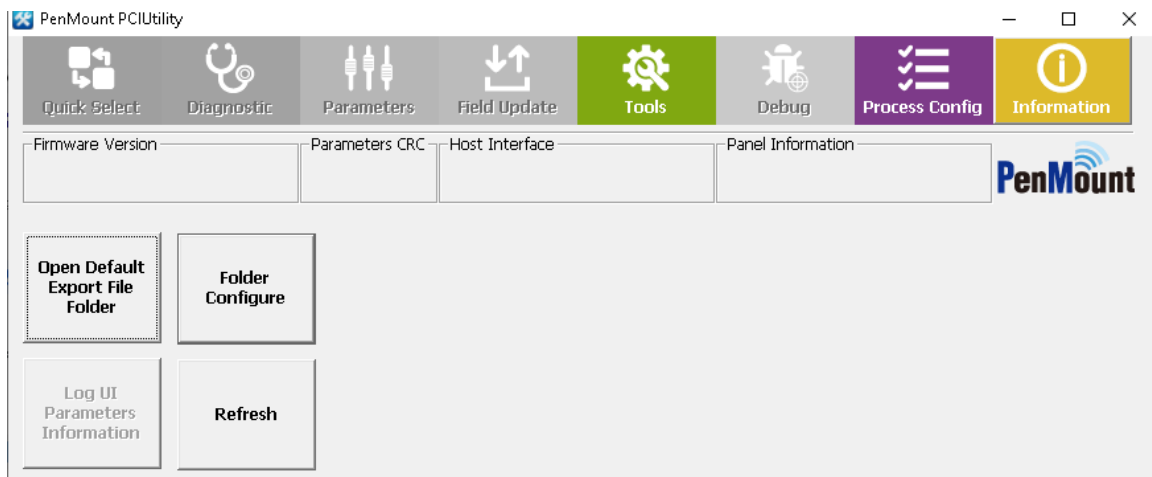 PenMount PCIUtility
Quick Select
Diagnostic
Parameters
Field Update
Tools
Debug
Process Config
Information
Firmware Version
Parameters CRC
Host Interface
Panel Information
PenMount
Open Default
Export File
Folder
Folder
Configure
Log UI
Parameters
Information
Refresh